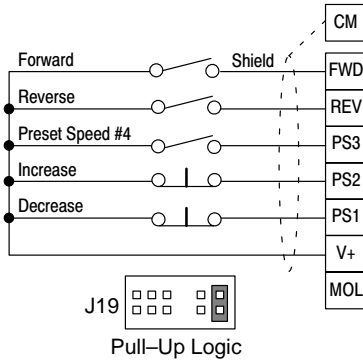 CM
Forward
Shield
FWD
Reverse
REV
Preset Speed #4
PS3
Increase
PS2
Decrease
PS1
V+
MOL
J19
Pull–Up Logic